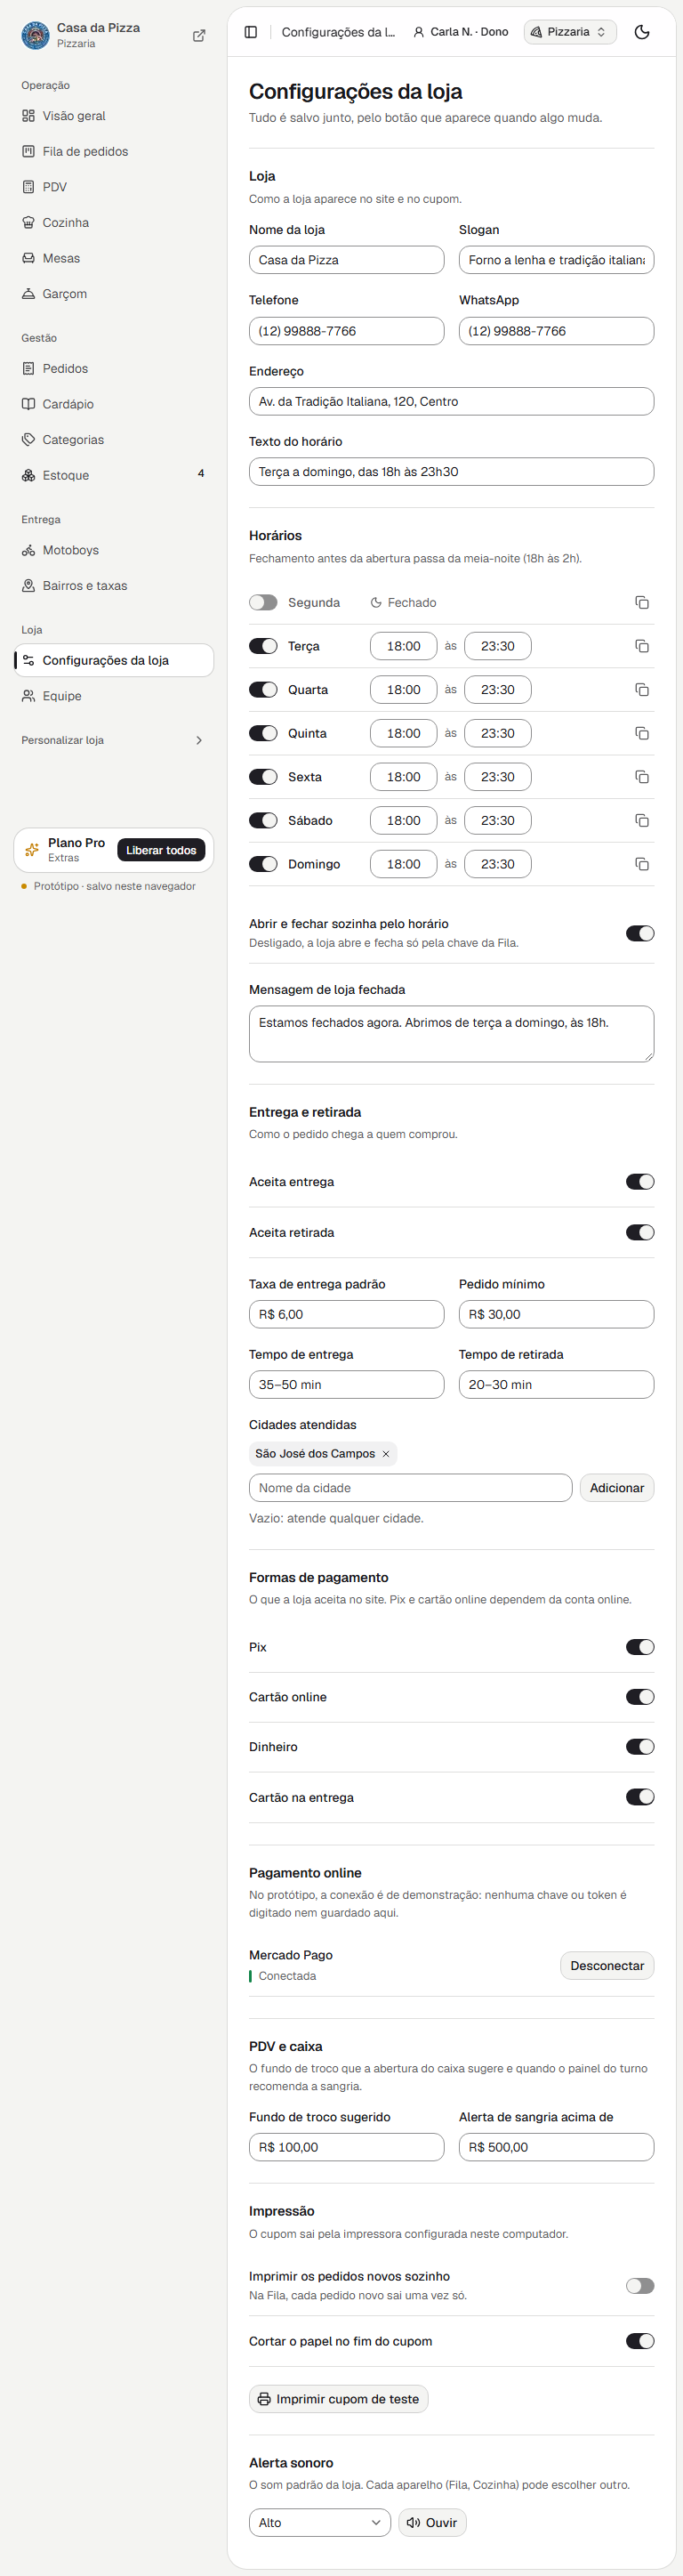 Casa da Pizza
Pizzaria
Operação
Visão geral
Fila de pedidos
PDV
Cozinha
Mesas
Garçom
Gestão
Pedidos
Cardápio
Categorias
Estoque 4
Entrega
Motoboys
Bairros e taxas
Loja
Configurações da loja
Equipe
Personalizar loja
Plano Pro
Extras
Liberar todos
Protótipo · salvo neste navegador
Configurações da l... Carla N. · Dono Pizzaria
Configurações da loja
Tudo é salvo junto, pelo botão que aparece quando algo muda.
Loja
Como a loja aparece no site e no cupom.
Nome da loja Slogan
Casa da Pizza Forno a lenha e tradição italiana
Telefone WhatsApp
(12) 99888-7766 (12) 99888-7766
Endereço
Av. da Tradição Italiana, 120, Centro
Texto do horário
Terça a domingo, das 18h às 23h30
Horários
Fechamento antes da abertura passa da meia-noite (18h às 2h).
Segunda Fechado
Terça 18:00 às 23:30
Quarta 18:00 às 23:30
Quinta 18:00 às 23:30
Sexta 18:00 às 23:30
Sábado 18:00 às 23:30
Domingo 18:00 às 23:30
Abrir e fechar sozinha pelo horário
Desligado, a loja abre e fecha só pela chave da Fila.
Mensagem de loja fechada
Estamos fechados agora. Abrimos de terça a domingo, às 18h.
Entrega e retirada
Como o pedido chega a quem comprou.
Aceita entrega
Aceita retirada
Taxa de entrega padrão Pedido mínimo
R$ 6,00 R$ 30,00
Tempo de entrega Tempo de retirada
35–50 min 20–30 min
Cidades atendidas
São José dos Campos
Nome da cidade Adicionar
Vazio: atende qualquer cidade.
Formas de pagamento
O que a loja aceita no site. Pix e cartão online dependem da conta online.
Pix
Cartão online
Dinheiro
Cartão na entrega
Pagamento online
No protótipo, a conexão é de demonstração: nenhuma chave ou token é
digitado nem guardado aqui.
Mercado Pago
Conectada
Desconectar
PDV e caixa
O fundo de troco que a abertura do caixa sugere e quando o painel do turno
recomenda a sangria.
Fundo de troco sugerido Alerta de sangria acima de
R$ 100,00 R$ 500,00
Impressão
O cupom sai pela impressora configurada neste computador.
Imprimir os pedidos novos sozinho
Na Fila, cada pedido novo sai uma vez só.
Cortar o papel no fim do cupom
Imprimir cupom de teste
Alerta sonoro
O som padrão da loja. Cada aparelho (Fila, Cozinha) pode escolher outro.
Alto Ouvir